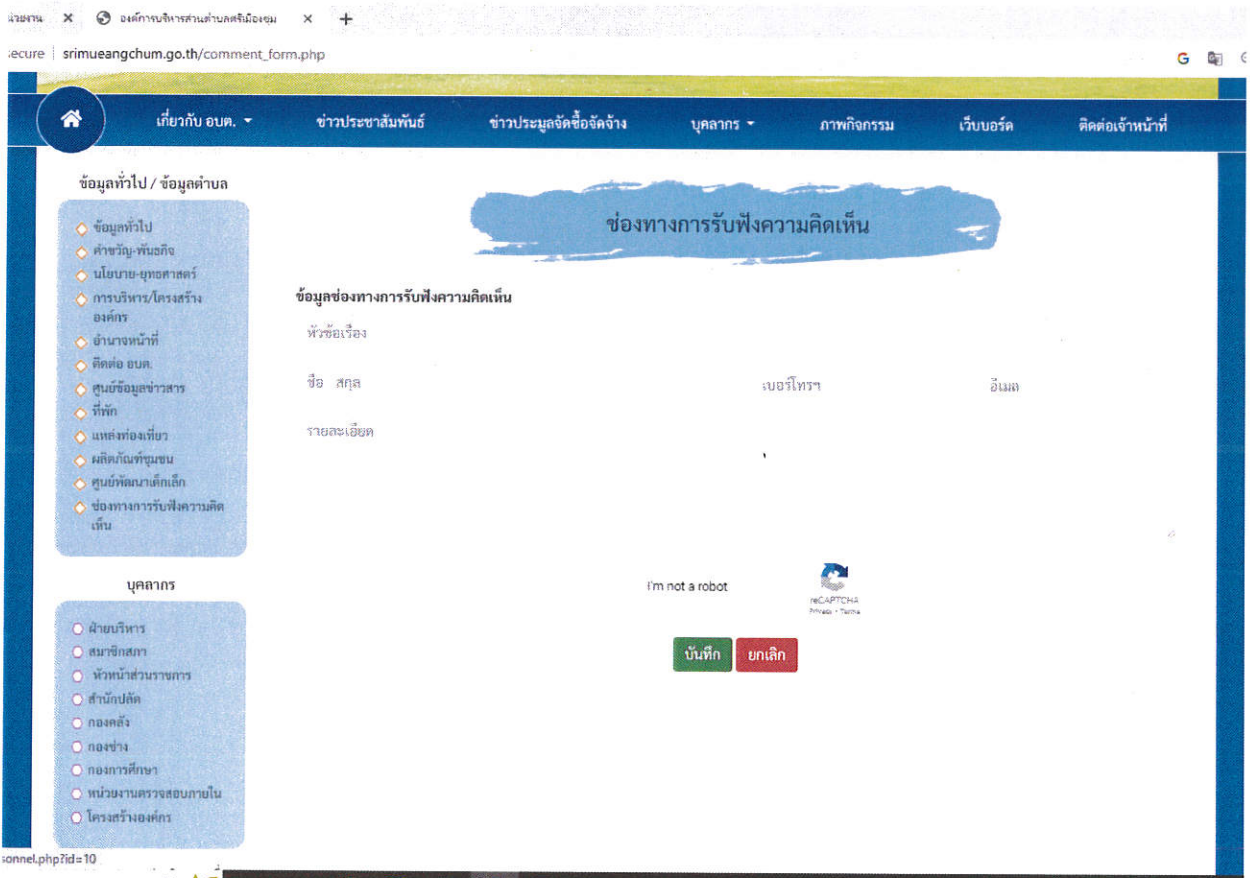 องค์การบริหารส่วนตำบลศรีเมืองชุม
srimueangchum.go.th/comment_form.php
เกี่ยวกับ อบต. ข่าวประชาสัมพันธ์ ข่าวประมูลจัดซื้อจัดจ้าง บุคลากร ภาพกิจกรรม เว็บบอร์ด ติดต่อเจ้าหน้าที่
ข้อมูลทั่วไป / ข้อมูลตำบล
ข้อมูลทั่วไป
คำขวัญ-พันธกิจ
นโยบาย-ยุทธศาสตร์
การบริหาร/โครงสร้าง
องค์กร
อำนาจหน้าที่
ติดต่อ อบต.
ศูนย์ข้อมูลข่าวสาร
ที่พัก
แหล่งท่องเที่ยว
ผลิตภัณฑ์ชุมชน
ศูนย์พัฒนาเด็กเล็ก
ช่องทางการรับฟังความคิด
เห็น
บุคลากร
ฝ่ายบริหาร
สมาชิกสภา
หัวหน้าส่วนราชการ
สำนักปลัด
กองคลัง
กองช่าง
กองการศึกษา
หน่วยงานตรวจสอบภายใน
โครงสร้างองค์กร
ช่องทางการรับฟังความคิดเห็น
ข้อมูลช่องทางการรับฟังความคิดเห็น
หัวข้อเรื่อง
ชื่อ สกุล เบอร์โทรฯ อีเมล
รายละเอียด
I'm not a robot
reCAPTCHA
Privacy - Terms
บันทึก ยกเลิก
sonnel.php?id=10